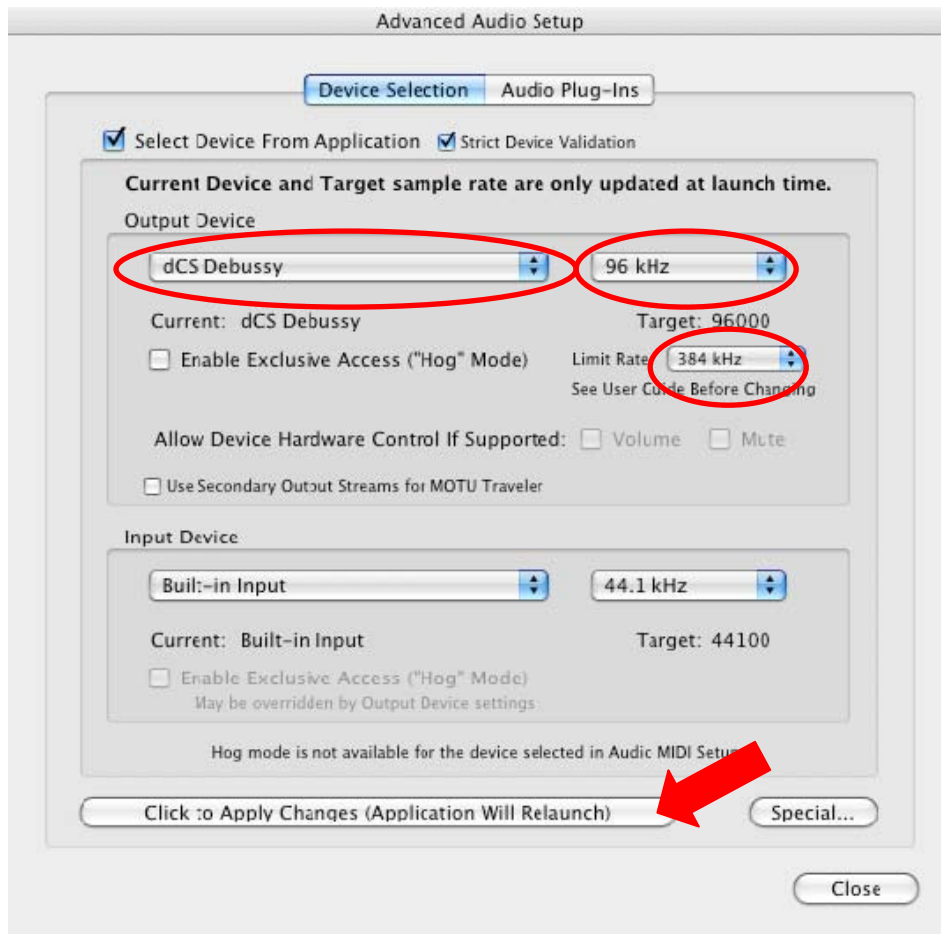 Advanced Audio Setup
Device Selection Audio Plug-Ins
Select Device From Application Strict Device Validation
Current Device and Target sample rate are only updated at launch time.
Output Device
dCS Debussy 96 kHz
Current: dCS Debussy Target: 96000
Enable Exclusive Access ("Hog" Mode) Limit Rate 384 kHz
See User Guide Before Changing
Allow Device Hardware Control If Supported: Volume Mute
Use Secondary Output Streams for MOTU Traveler
Input Device
Built-in Input 44.1 kHz
Current: Built-in Input Target: 44100
Enable Exclusive Access ("Hog" Mode)
May be overridden by Output Device settings
Hog mode is not available for the device selected in Audio MIDI Setup
Click to Apply Changes (Application Will Relaunch) Special...
Close